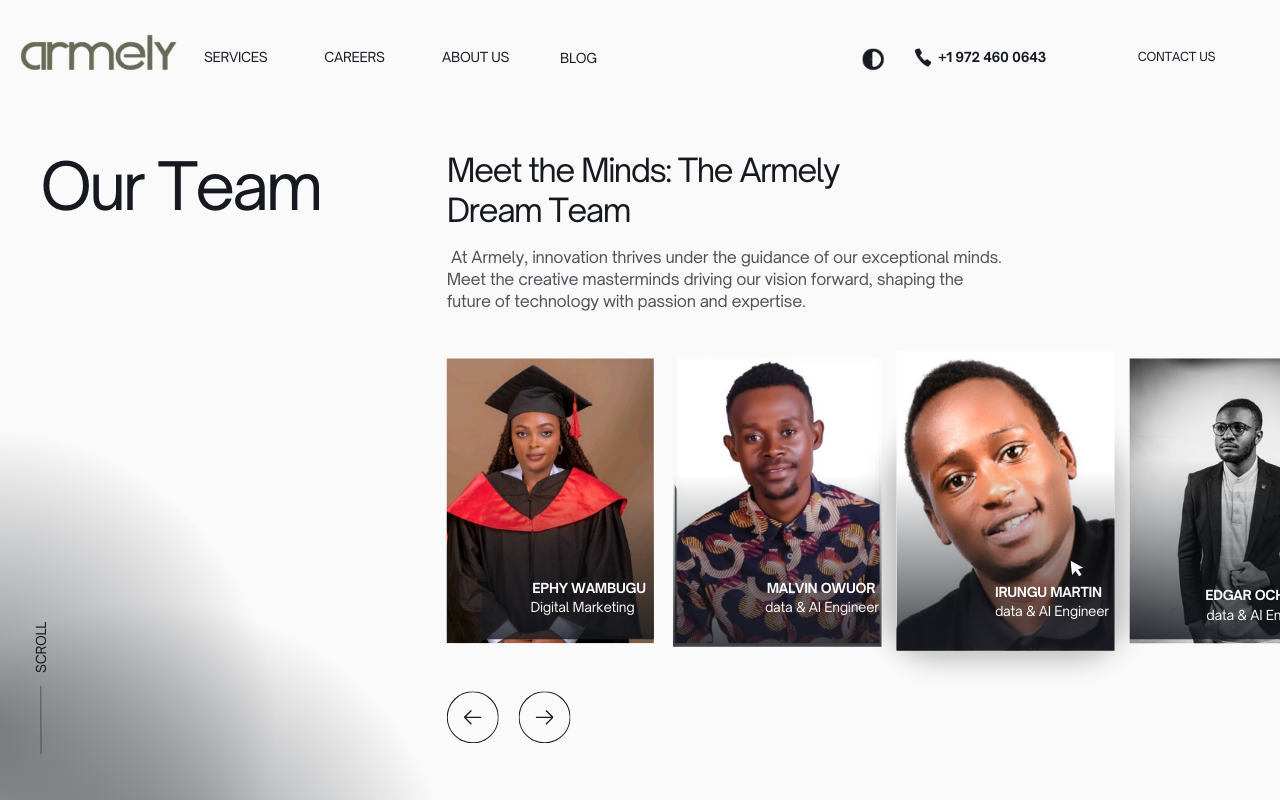 armely
SERVICES
CAREERS
ABOUT US
BLOG
+1 972 460 0643
CONTACT US
Our Team
Meet the Minds: The Armely
Dream Team
At Armely, innovation thrives under the guidance of our exceptional minds.
Meet the creative masterminds driving our vision forward, shaping the
future of technology with passion and expertise.
EPHY WAMBUGU
Digital Marketing
MALVIN OWUOR
data & AI Engineer
IRUNGU MARTIN
data & AI Engineer
EDGAR OCH
data & AI En
SCROLL